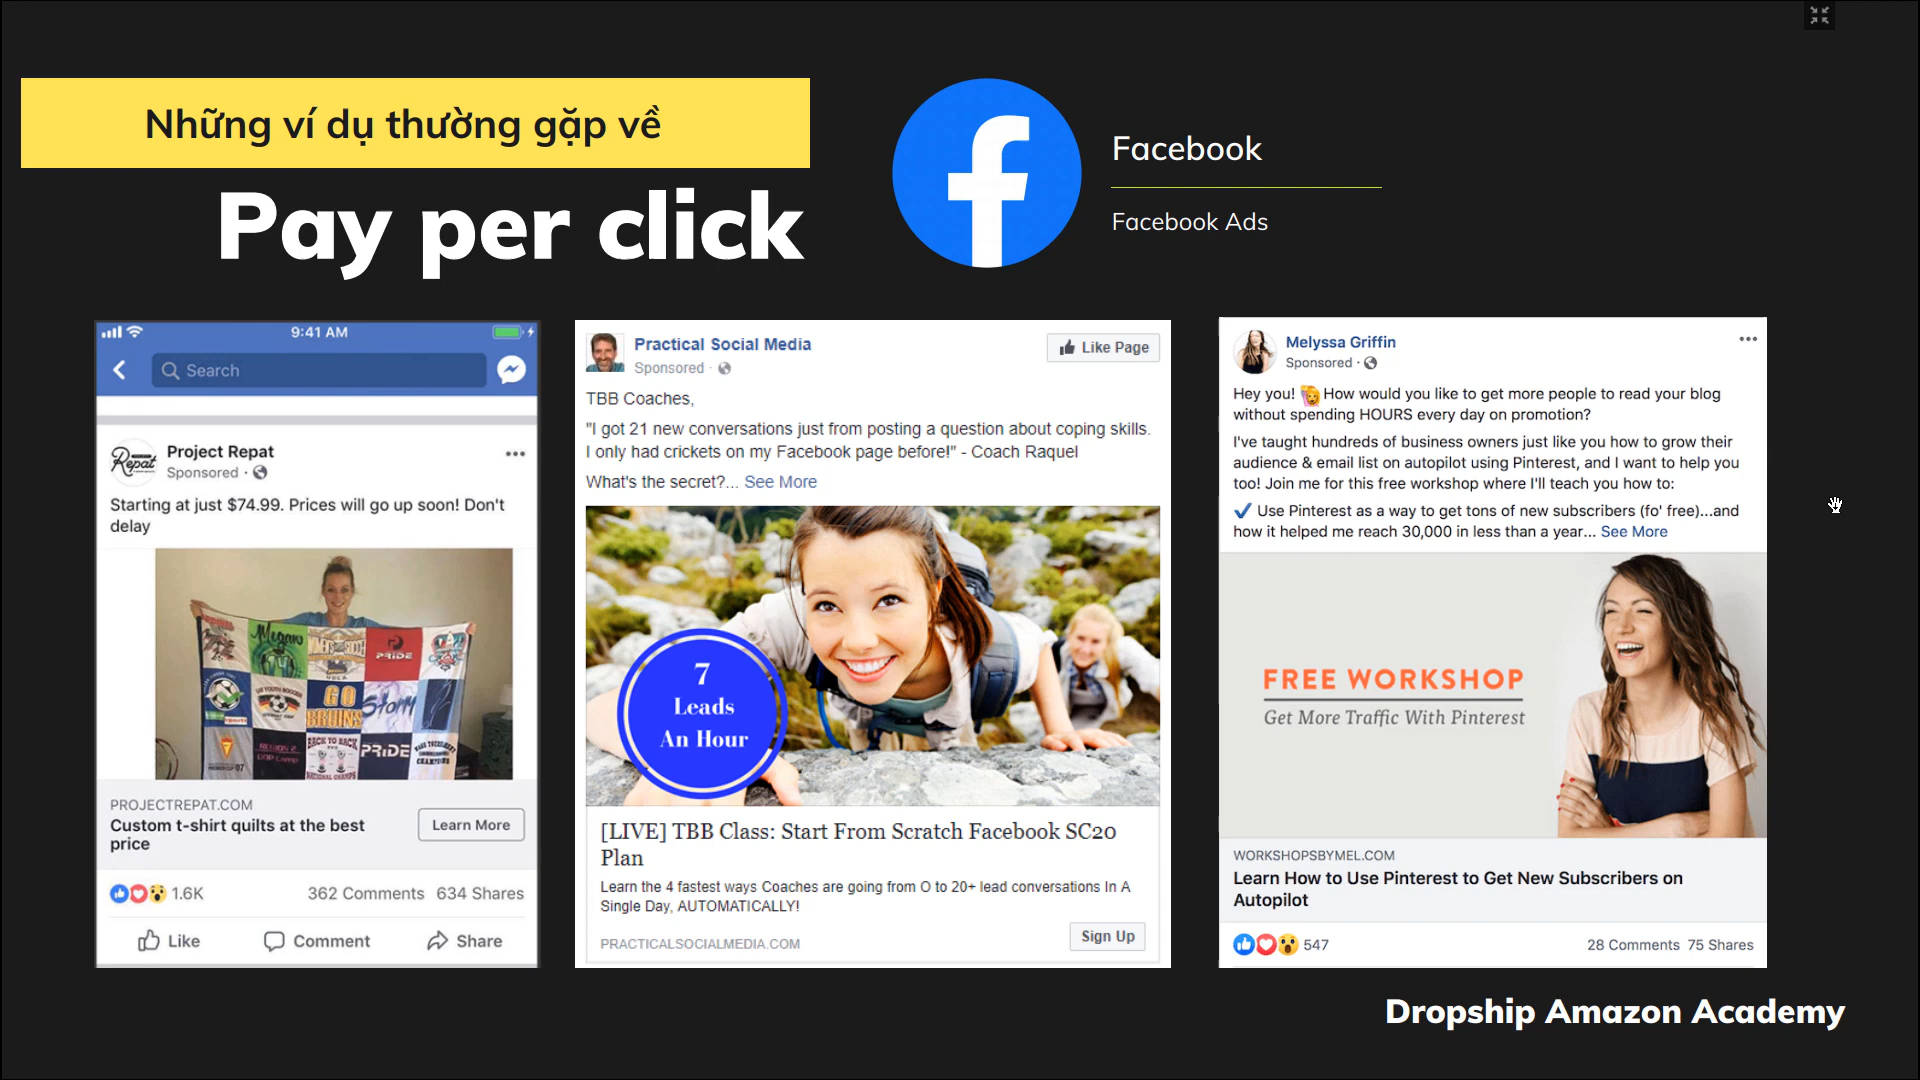 Những ví dụ thường gặp về
Pay per click
Facebook
Facebook Ads
9:41 AM
Search
Repat
Project Repat
Sponsored ·
Starting at just $74.99. Prices will go up soon! Don't
delay
Megan
PRIDE
GO
BRUINS
Storm
BACK TO BACK
PRIDE
NATIONAL CHAMPS
PROJECTREPAT.COM
Custom t-shirt quilts at the best
price
Learn More
1.6K
362 Comments 634 Shares
Like
Comment
Share
Practical Social Media
Sponsored ·
Like Page
TBB Coaches,
"I got 21 new conversations just from posting a question about coping skills.
I only had crickets on my Facebook page before!" - Coach Raquel
What's the secret?... See More
7
Leads
An Hour
[LIVE] TBB Class: Start From Scratch Facebook SC20
Plan
Learn the 4 fastest ways Coaches are going from O to 20+ lead conversations In A
Single Day, AUTOMATICALLY!
PRACTICALSOCIALMEDIA.COM
Sign Up
Melyssa Griffin
Sponsored ·
Hey you! How would you like to get more people to read your blog
without spending HOURS every day on promotion?
I've taught hundreds of business owners just like you how to grow their
audience & email list on autopilot using Pinterest, and I want to help you
too! Join me for this free workshop where I'll teach you how to:
Use Pinterest as a way to get tons of new subscribers (fo' free)...and
how it helped me reach 30,000 in less than a year... See More
FREE WORKSHOP
Get More Traffic With Pinterest
WORKSHOPSBYMEL.COM
Learn How to Use Pinterest to Get New Subscribers on
Autopilot
547
28 Comments 75 Shares
Dropship Amazon Academy